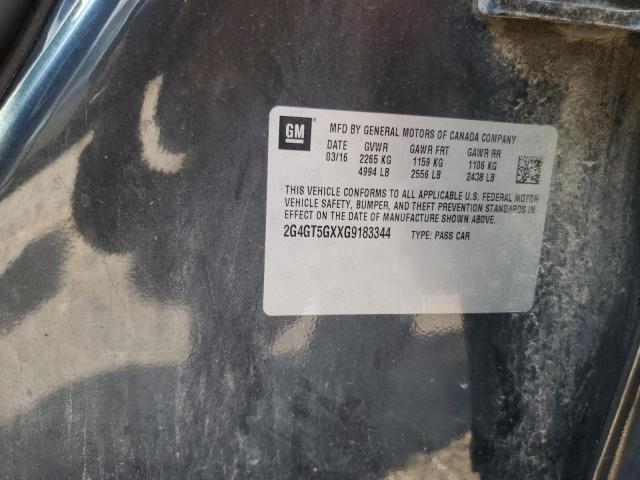 GM MFD BY GENERAL MOTORS OF CANADA COMPANY
DATE GVWR GAWR FRT GAWR RR
03/16 2265 KG 1159 KG 1106 KG
4994 LB 2556 LB 2438 LB
THIS VEHICLE CONFORMS TO ALL APPLICABLE U.S. FEDERAL MOTOR
VEHICLE SAFETY, BUMPER, AND THEFT PREVENTION STANDARDS IN
EFFECT ON THE DATE OF MANUFACTURE SHOWN ABOVE.
2G4GT5GXXG9183344 TYPE: PASS CAR